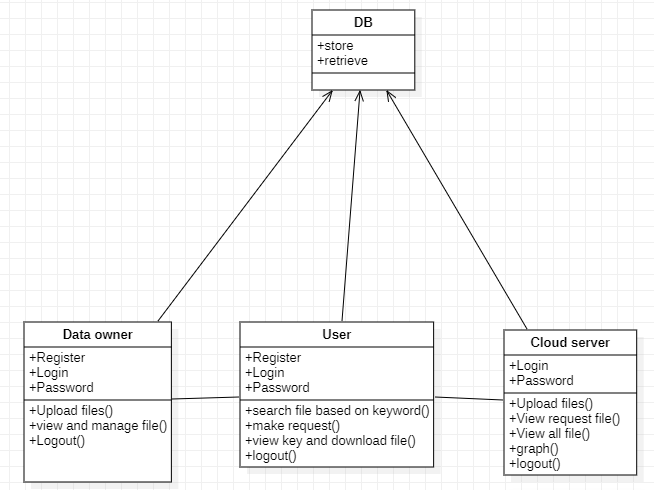 DB
+store
+retrieve
Data owner
+Register
+Login
+Password
+Upload files()
+view and manage file()
+Logout()
User
+Register
+Login
+Password
+search file based on keyword()
+make request()
+view key and download file()
+logout()
Cloud server
+Login
+Password
+Upload files()
+View request file()
+View all file()
+graph()
+logout()